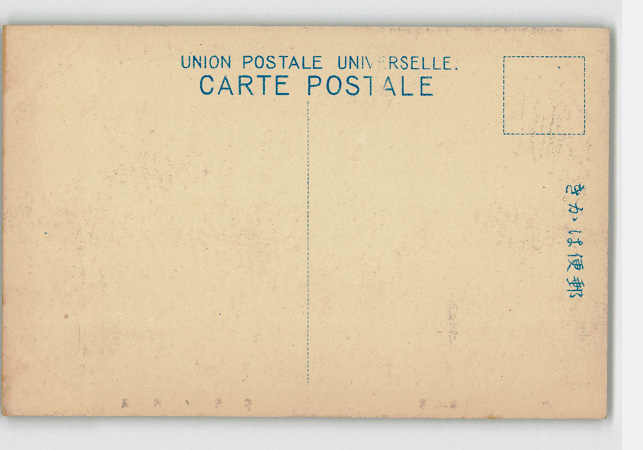 UNION POSTALE UNIVERSELLE.
CARTE POSTALE
きかは便郵